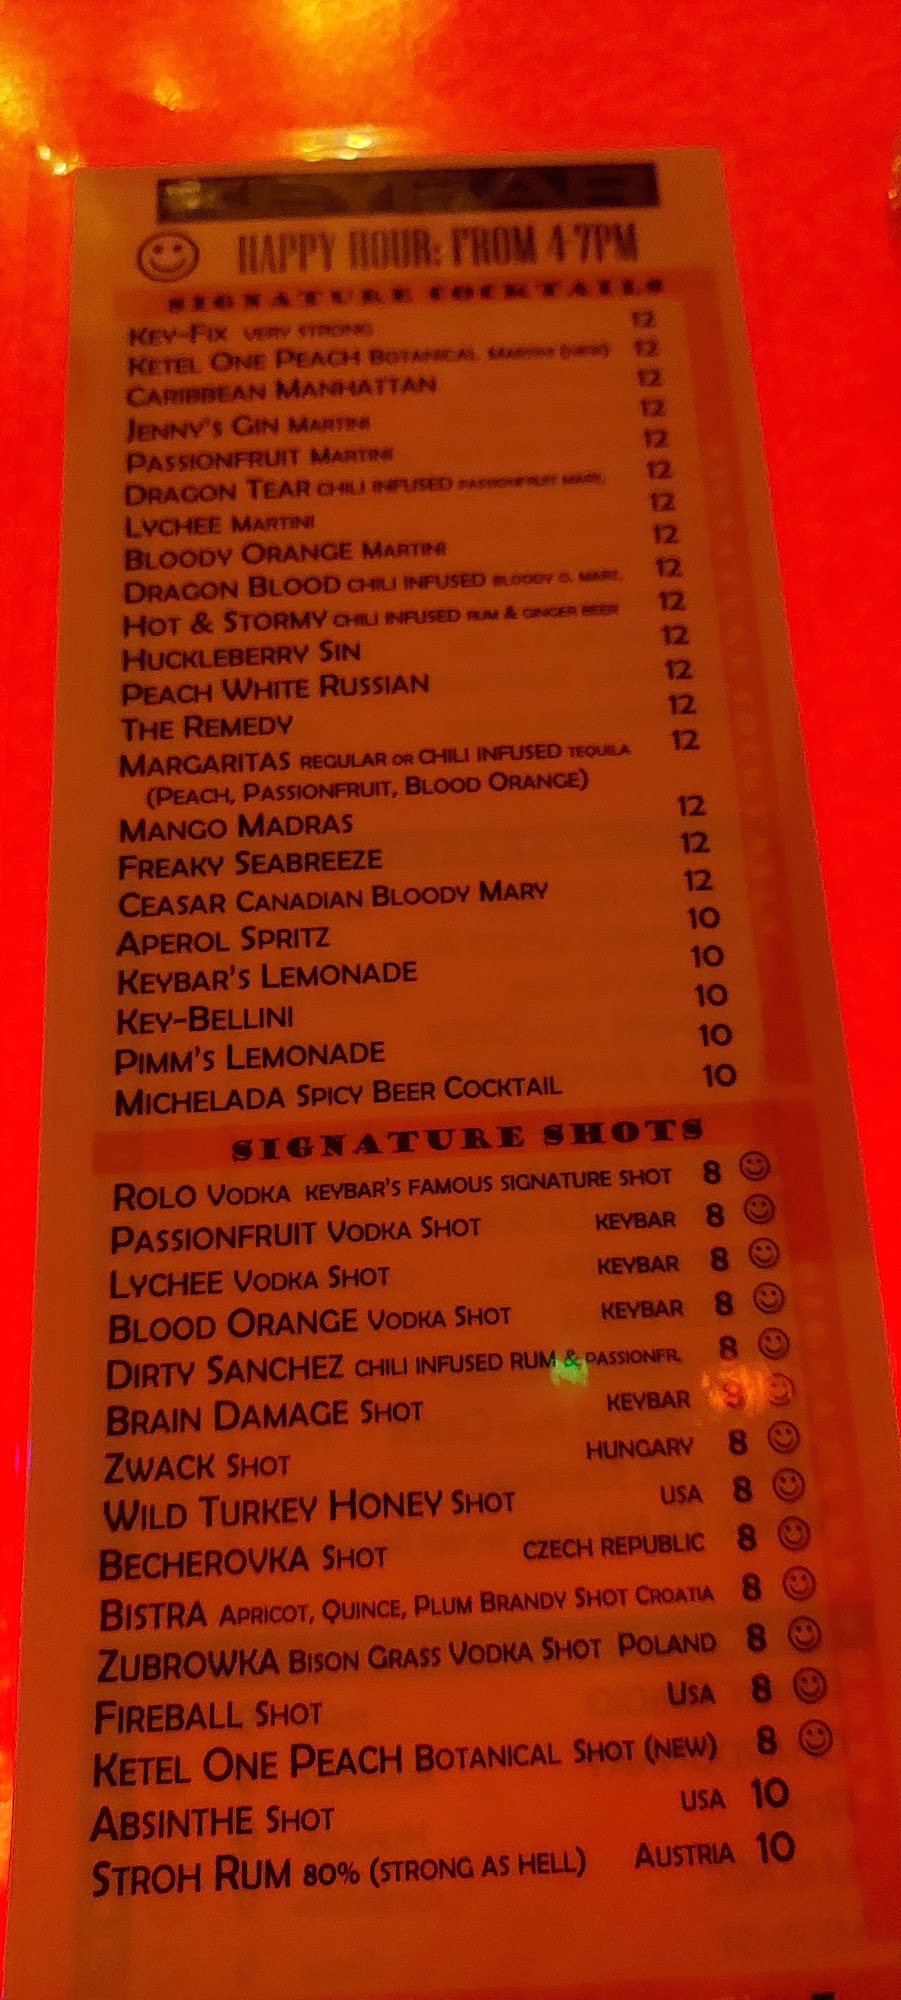 KEYBAR
HAPPY HOUR: FROM 4-7PM
SIGNATURE COCKTAILS
KEY-FIX VERY STRONG 12
KETEL ONE PEACH BOTANICAL MARTINI (NEW) 12
CARIBBEAN MANHATTAN 12
JENNY'S GIN MARTINI 12
PASSIONFRUIT MARTINI 12
DRAGON TEAR CHILI INFUSED PASSIONFRUIT MART. 12
LYCHEE MARTINI 12
BLOODY ORANGE MARTINI 12
DRAGON BLOOD CHILI INFUSED BLOODY O. MART. 12
HOT & STORMY CHILI INFUSED RUM & GINGER BEER 12
HUCKLEBERRY SIN 12
PEACH WHITE RUSSIAN 12
THE REMEDY 12
MARGARITAS REGULAR OR CHILI INFUSED TEQUILA 12
(PEACH, PASSIONFRUIT, BLOOD ORANGE)
MANGO MADRAS 12
FREAKY SEABREEZE 12
CEASAR CANADIAN BLOODY MARY 12
APEROL SPRITZ 10
KEYBAR'S LEMONADE 10
KEY-BELLINI 10
PIMM'S LEMONADE 10
MICHELADA SPICY BEER COCKTAIL 10
SIGNATURE SHOTS
ROLO VODKA KEYBAR'S FAMOUS SIGNATURE SHOT 8
PASSIONFRUIT VODKA SHOT KEYBAR 8
LYCHEE VODKA SHOT KEYBAR 8
BLOOD ORANGE VODKA SHOT KEYBAR 8
DIRTY SANCHEZ CHILI INFUSED RUM & PASSIONFR. 8
BRAIN DAMAGE SHOT KEYBAR 8
ZWACK SHOT HUNGARY 8
WILD TURKEY HONEY SHOT USA 8
BECHEROVKA SHOT CZECH REPUBLIC 8
BISTRA APRICOT, QUINCE, PLUM BRANDY SHOT CROATIA 8
ZUBROWKA BISON GRASS VODKA SHOT POLAND 8
FIREBALL SHOT USA 8
KETEL ONE PEACH BOTANICAL SHOT (NEW) 8
ABSINTHE SHOT USA 10
STROH RUM 80% (STRONG AS HELL) AUSTRIA 10